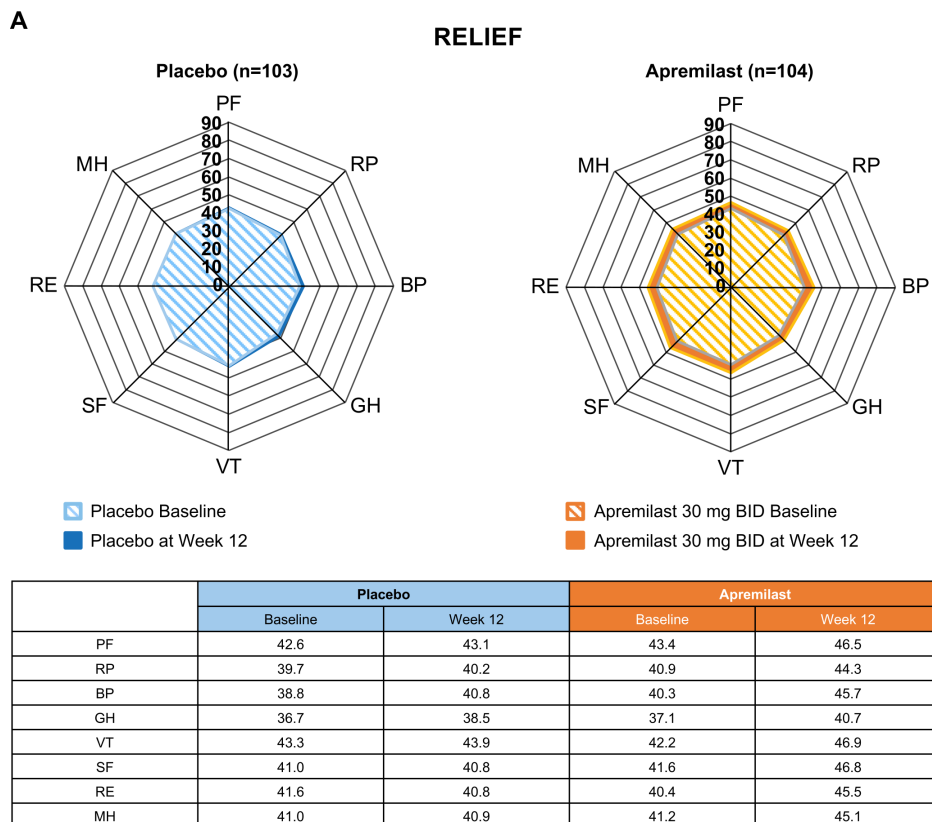 A
RELIEF
Placebo (n=103)
PF
90
80
70
60
50
40
30
20
10
0
MH
RP
RE
BP
SF
GH
VT
Placebo Baseline
Placebo at Week 12
Apremilast (n=104)
PF
90
80
70
60
50
40
30
20
10
0
MH
RP
RE
BP
SF
GH
VT
Apremilast 30 mg BID Baseline
Apremilast 30 mg BID at Week 12
Placebo Apremilast
Baseline Week 12 Baseline Week 12
PF 42.6 43.1 43.4 46.5
RP 39.7 40.2 40.9 44.3
BP 38.8 40.8 40.3 45.7
GH 36.7 38.5 37.1 40.7
VT 43.3 43.9 42.2 46.9
SF 41.0 40.8 41.6 46.8
RE 41.6 40.8 40.4 45.5
MH 41.0 40.9 41.2 45.1